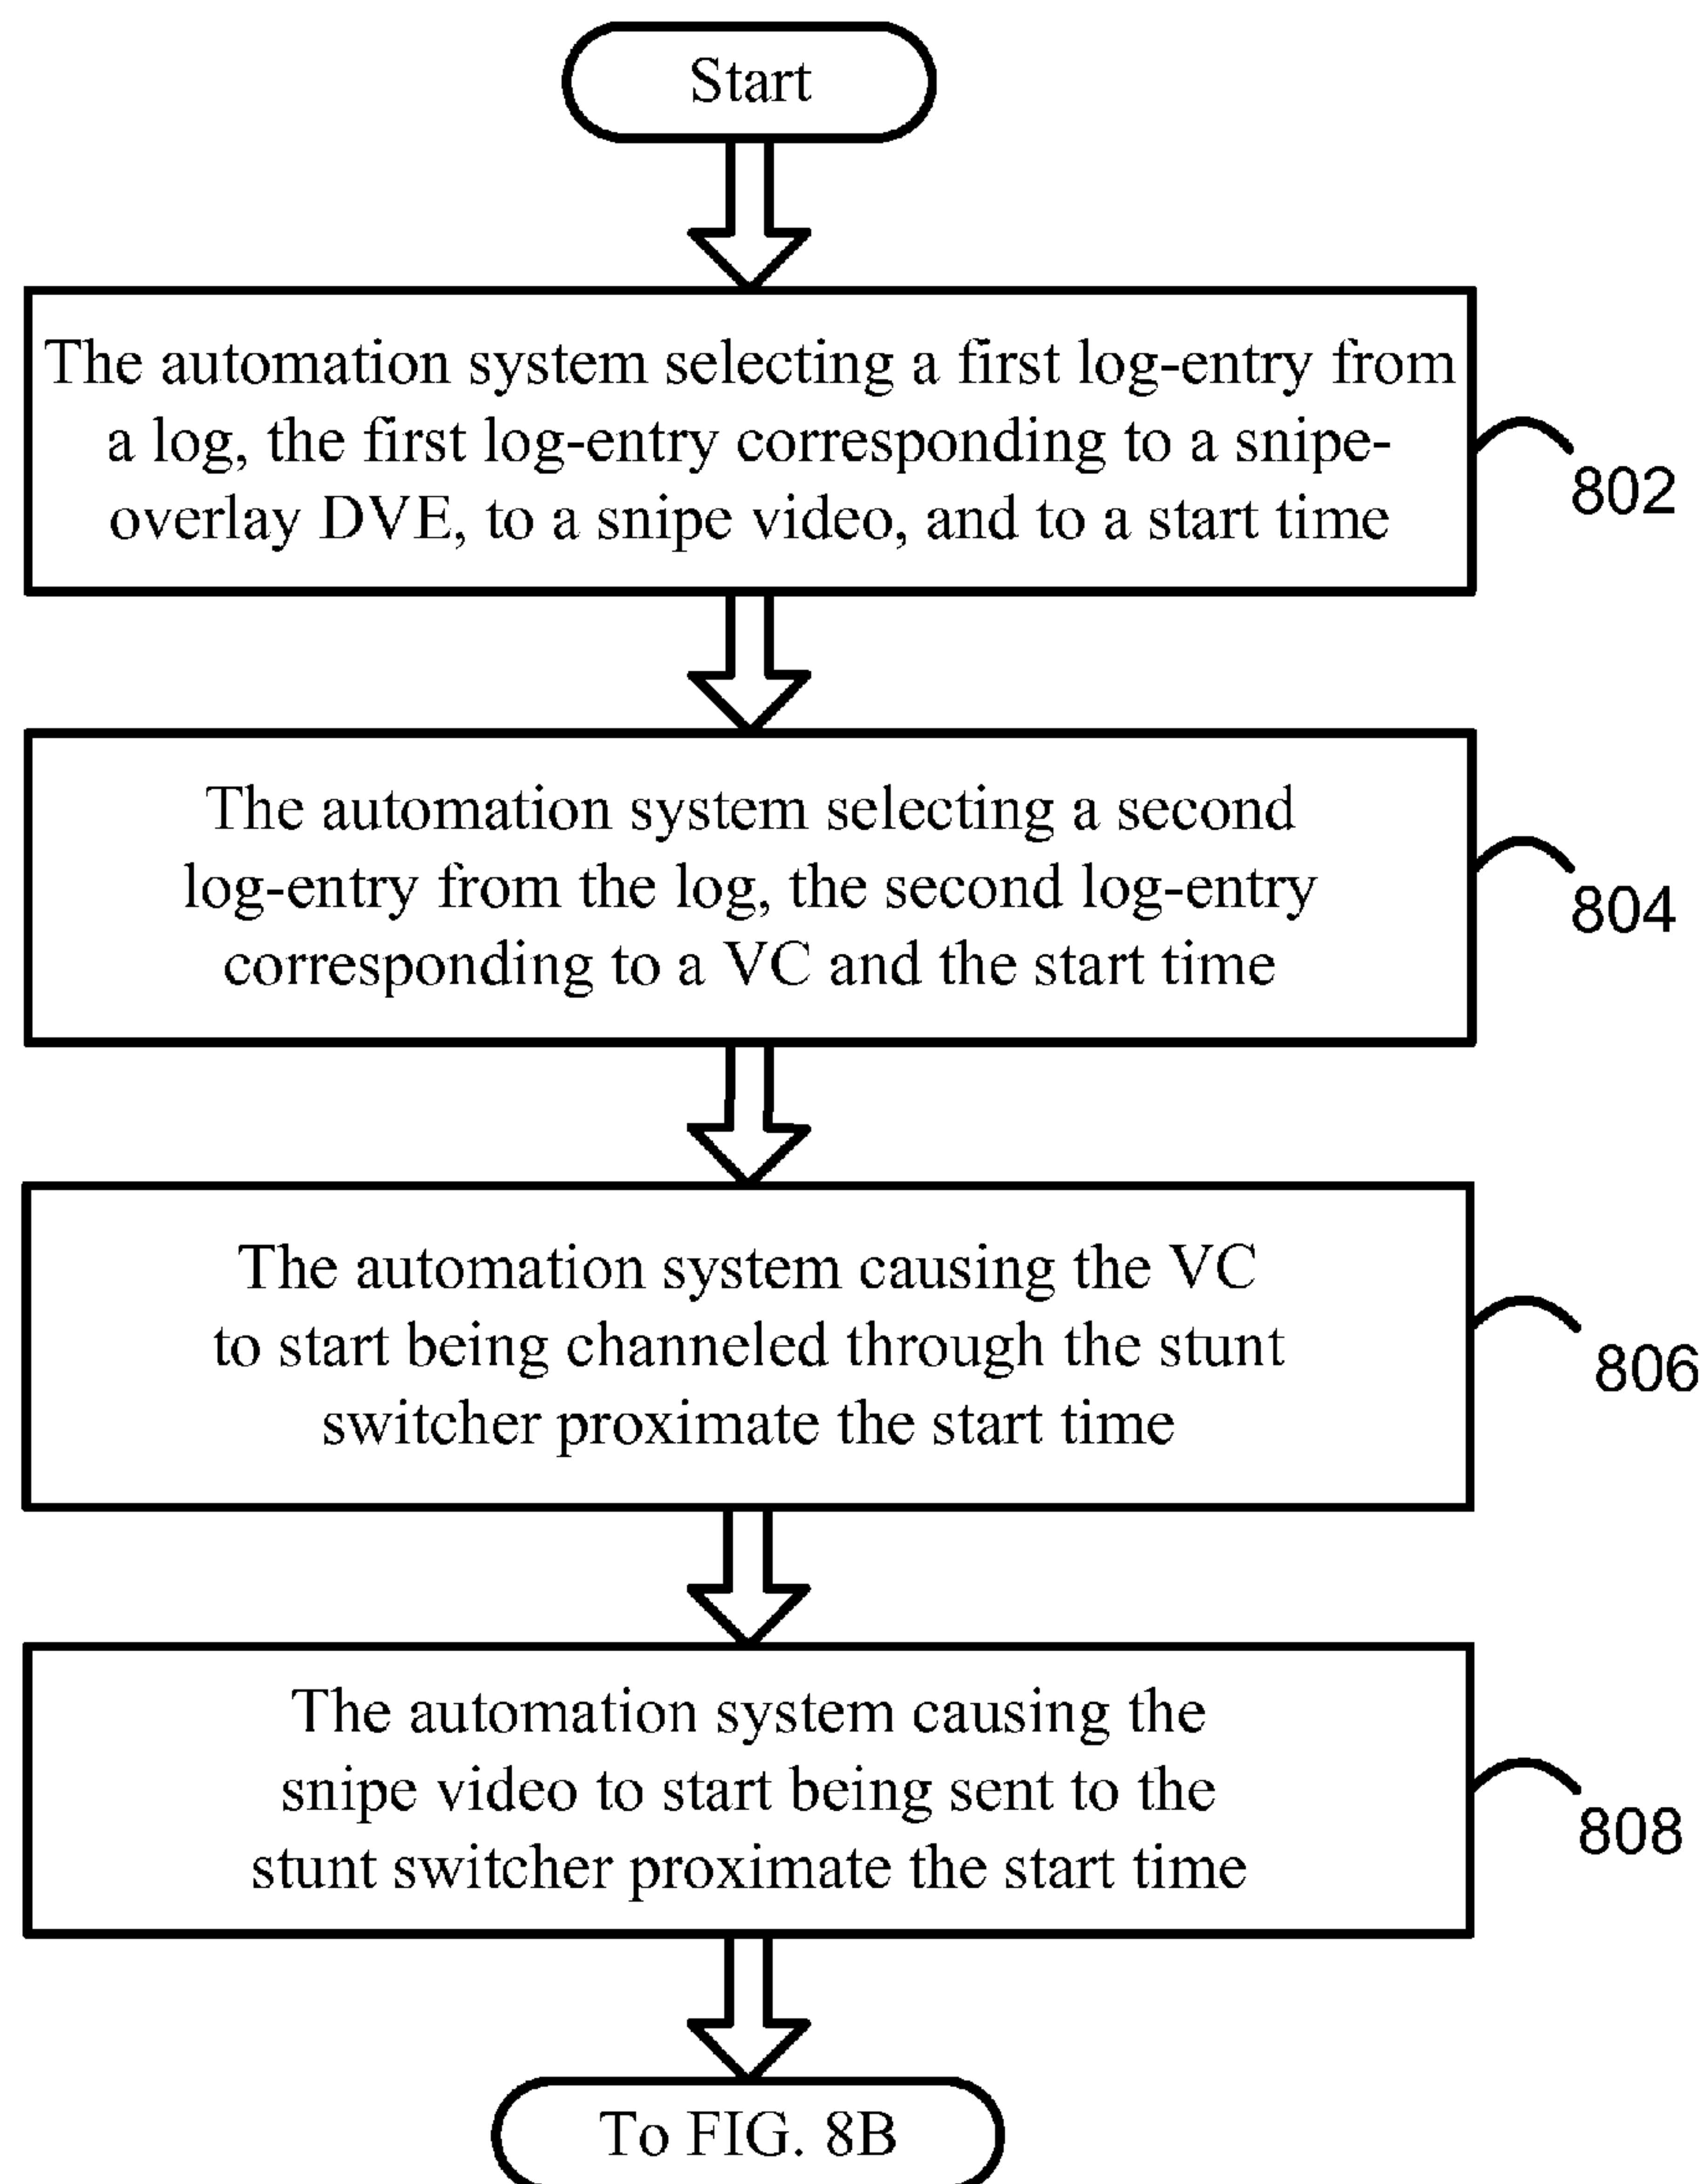 Start
The automation system selecting a first log-entry from
a log, the first log-entry corresponding to a snipe-
overlay DVE, to a snipe video, and to a start time
802
The automation system selecting a second
log-entry from the log, the second log-entry
corresponding to a VC and the start time
804
The automation system causing the VC
to start being channeled through the stunt
switcher proximate the start time
806
The automation system causing the
snipe video to start being sent to the
stunt switcher proximate the start time
808
To FIG. 8B